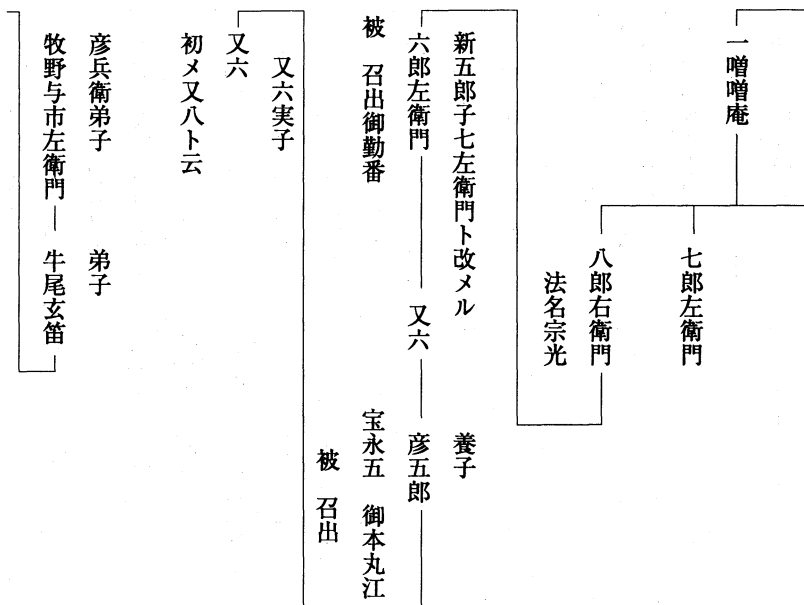 一噌噌庵
七郎左衛門
八郎右衛門
法名宗光
新五郎子七左衛門ト改メル
六郎左衛門
被 召出御勤番
又六
養子
彦五郎
宝永五 御本丸江
被 召出
又六実子
又六
初メ又八ト云
彦兵衛弟子
牧野与市左衛門
弟子
牛尾玄笛